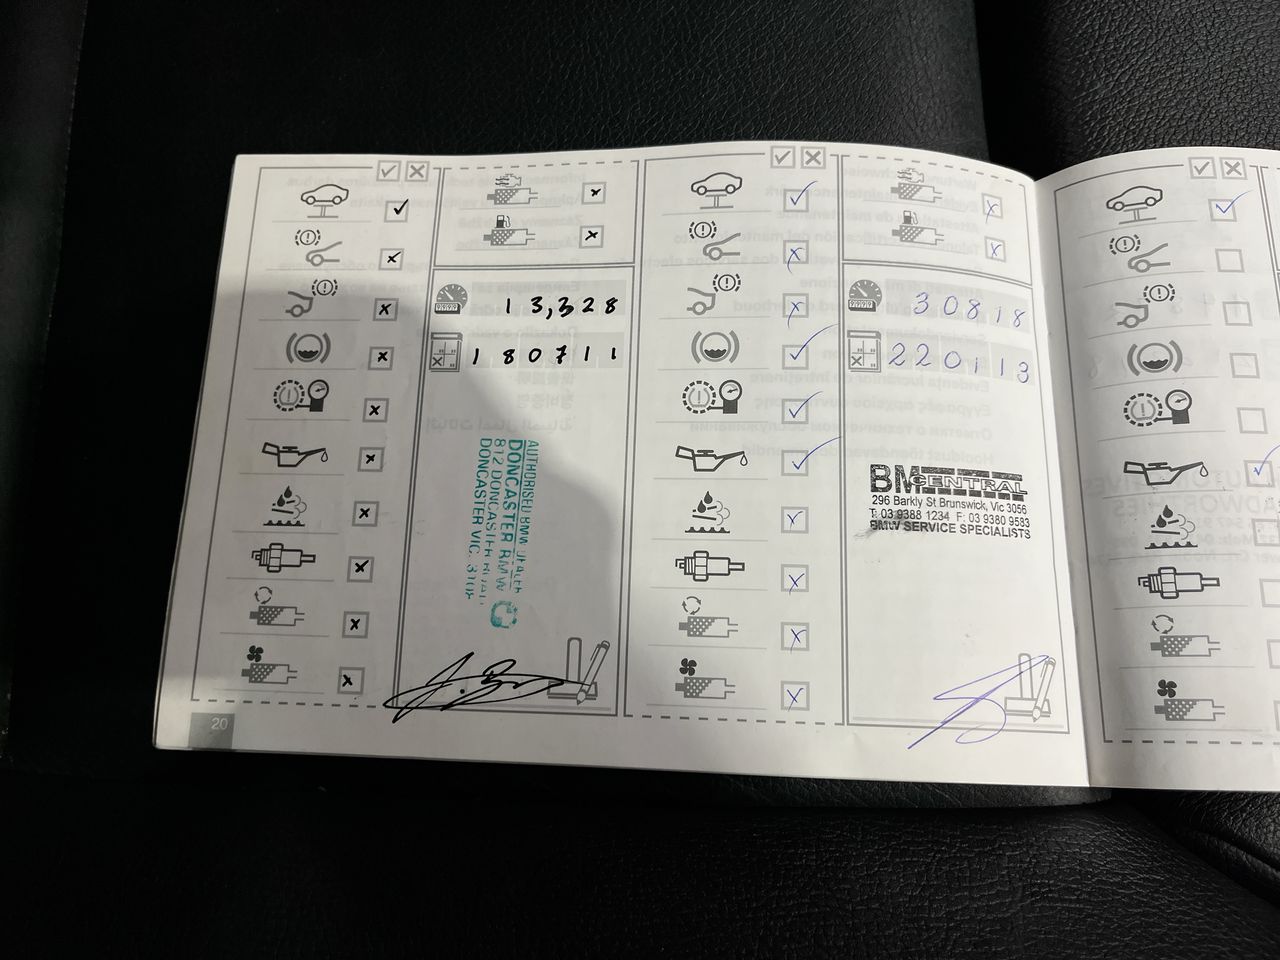 13,328
180711
AUTHORISED BMW DEALER
DONCASTER BMW
812 DONCASTER ROAD,
DONCASTER VIC. 3108
20
30818
220113
BM CENTRAL
296 Barkly St Brunswick, Vic 3056
T: 03 9388 1234 F: 03 9380 9583
BMW SERVICE SPECIALISTS